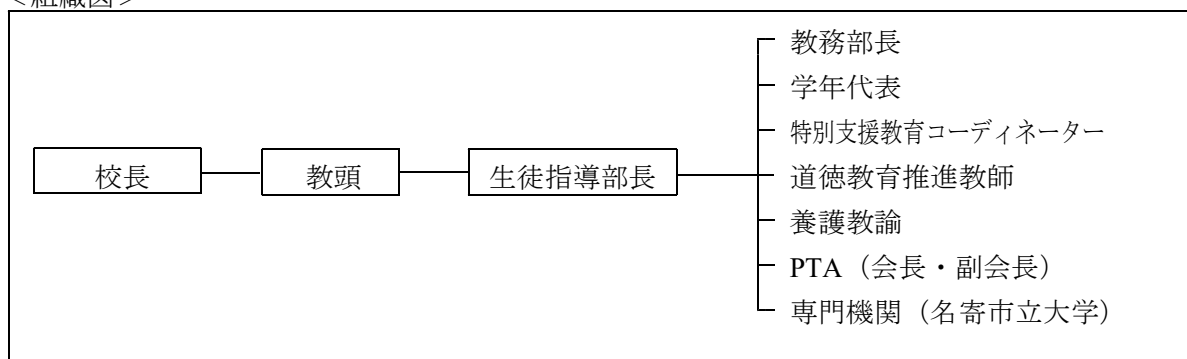 <組織図>
教務部長
学年代表
特別支援教育コーディネーター
校長 教頭 生徒指導部長 道徳教育推進教師
養護教諭
PTA（会長・副会長）
専門機関（名寄市立大学）